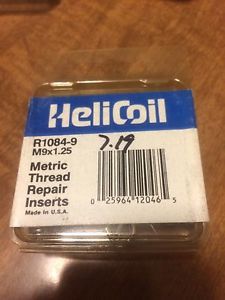 HeliCoil
R1084-9
M9x1.25
7.19
Metric
Thread
Repair
Inserts
Made In U.S.A.
0 25964 12046 5